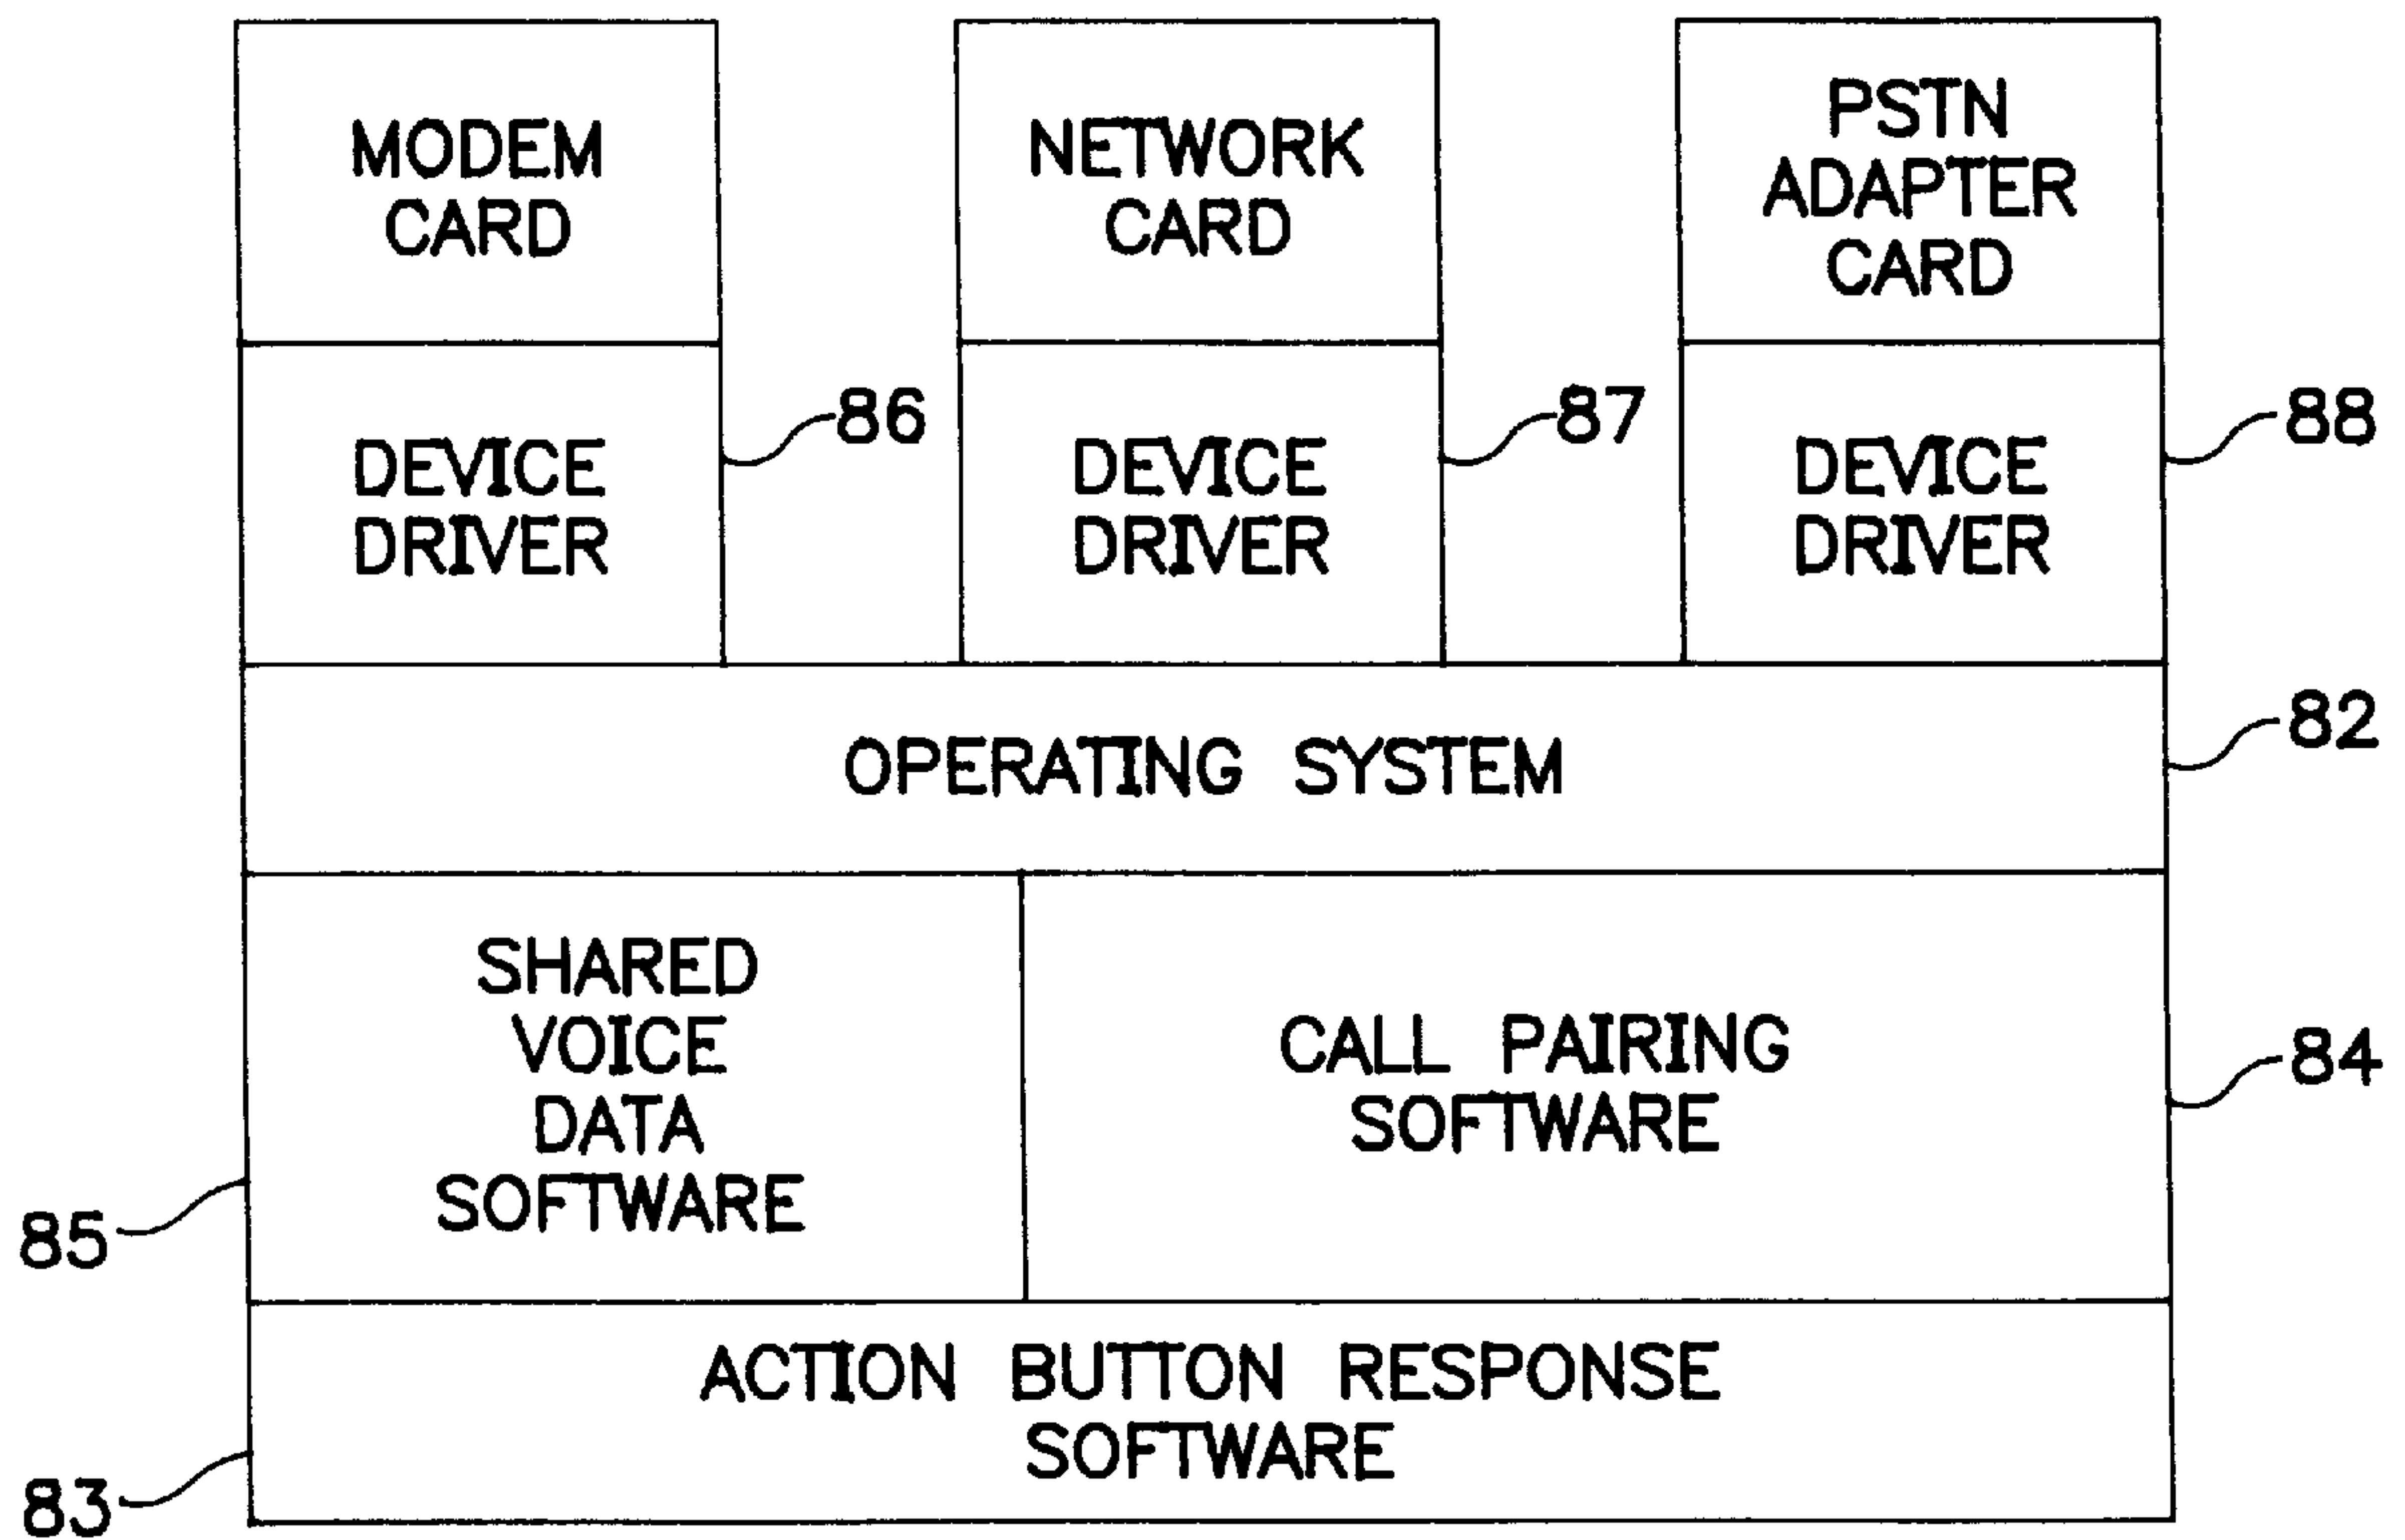 MODEM
CARD
NETWORK
CARD
PSTN
ADAPTER
CARD
DEVICE
DRIVER
86
DEVICE
DRIVER
87
DEVICE
DRIVER
88
OPERATING SYSTEM
82
SHARED
VOICE
DATA
SOFTWARE
85
CALL PAIRING
SOFTWARE
84
ACTION BUTTON RESPONSE
SOFTWARE
83